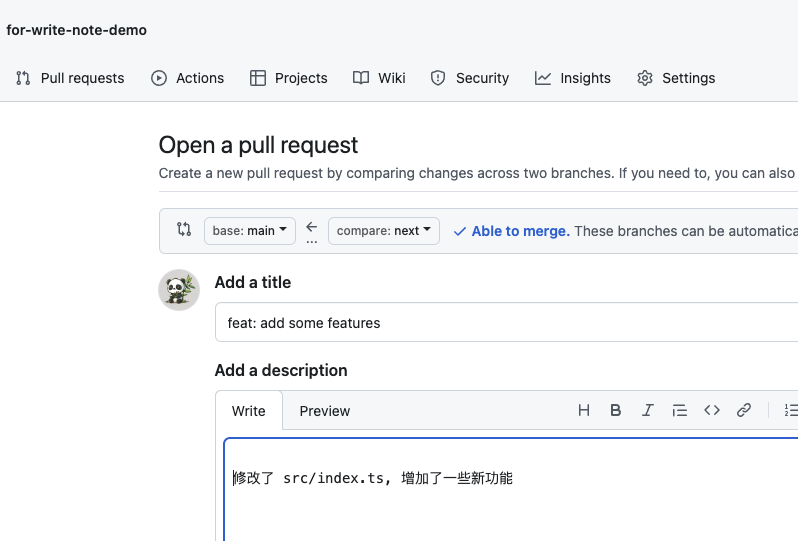 for-write-note-demo
Pull requests Actions Projects Wiki Security Insights Settings
Open a pull request
Create a new pull request by comparing changes across two branches. If you need to, you can also
base: main compare: next Able to merge. These branches can be automatica
Add a title
feat: add some features
Add a description
Write Preview
修改了 src/index.ts, 增加了一些新功能